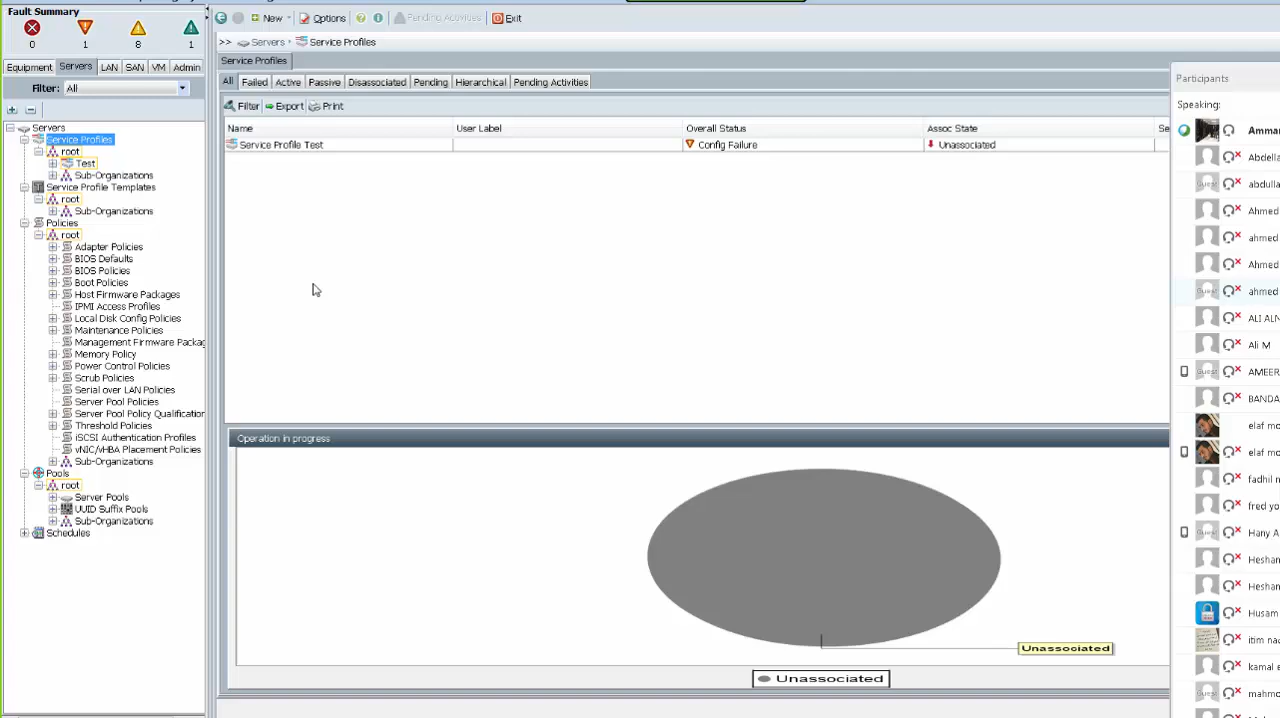 Fault Summary
0 1 8 1
Equipment Servers LAN SAN VM Admin
Filter: All
Servers
Service Profiles
root
Test
Sub-Organizations
Service Profile Templates
root
Sub-Organizations
Policies
root
Adapter Policies
BIOS Defaults
BIOS Policies
Boot Policies
Host Firmware Packages
IPMI Access Profiles
Local Disk Config Policies
Maintenance Policies
Management Firmware Packag
Memory Policy
Power Control Policies
Scrub Policies
Serial over LAN Policies
Server Pool Policies
Server Pool Policy Qualification
Threshold Policies
iSCSI Authentication Profiles
vNIC/vHBA Placement Policies
Sub-Organizations
Pools
root
Server Pools
UUID Suffix Pools
Sub-Organizations
Schedules
New Options Pending Activities Exit
>> Servers Service Profiles
Service Profiles
All Failed Active Passive Disassociated Pending Hierarchical Pending Activities
Filter Export Print
Name User Label Overall Status Assoc State Se
Service Profile Test Config Failure Unassociated
Operation in progress
Unassociated
Unassociated
Participants
Speaking:
Ammar
Abdella
Guest abdulla
Ahmed
ahmed
Ahmed
Guest ahmed
ALI ALN
Ali M
Guest AMEER
BANDA
elaf mo
elaf mo
fadhil n
fred yo
Guest Hany A
Heshan
Heshan
Husam
itim nac
kamal e
Guest mahmo